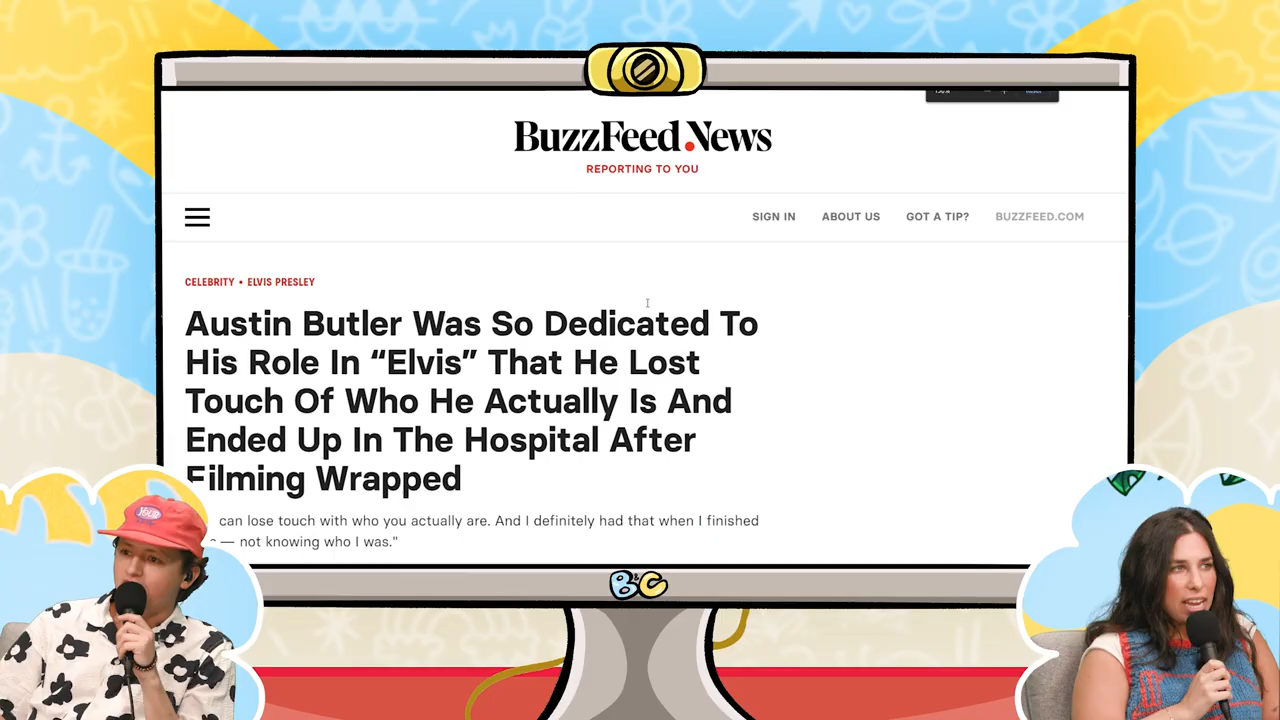 BuzzFeed News
REPORTING TO YOU
SIGN IN ABOUT US GOT A TIP? BUZZFEED.COM
CELEBRITY • ELVIS PRESLEY
Austin Butler Was So Dedicated To
His Role In “Elvis” That He Lost
Touch Of Who He Actually Is And
Ended Up In The Hospital After
Filming Wrapped
can lose touch with who you actually are. And I definitely had that when I finished
— not knowing who I was."
B&C
YOUR